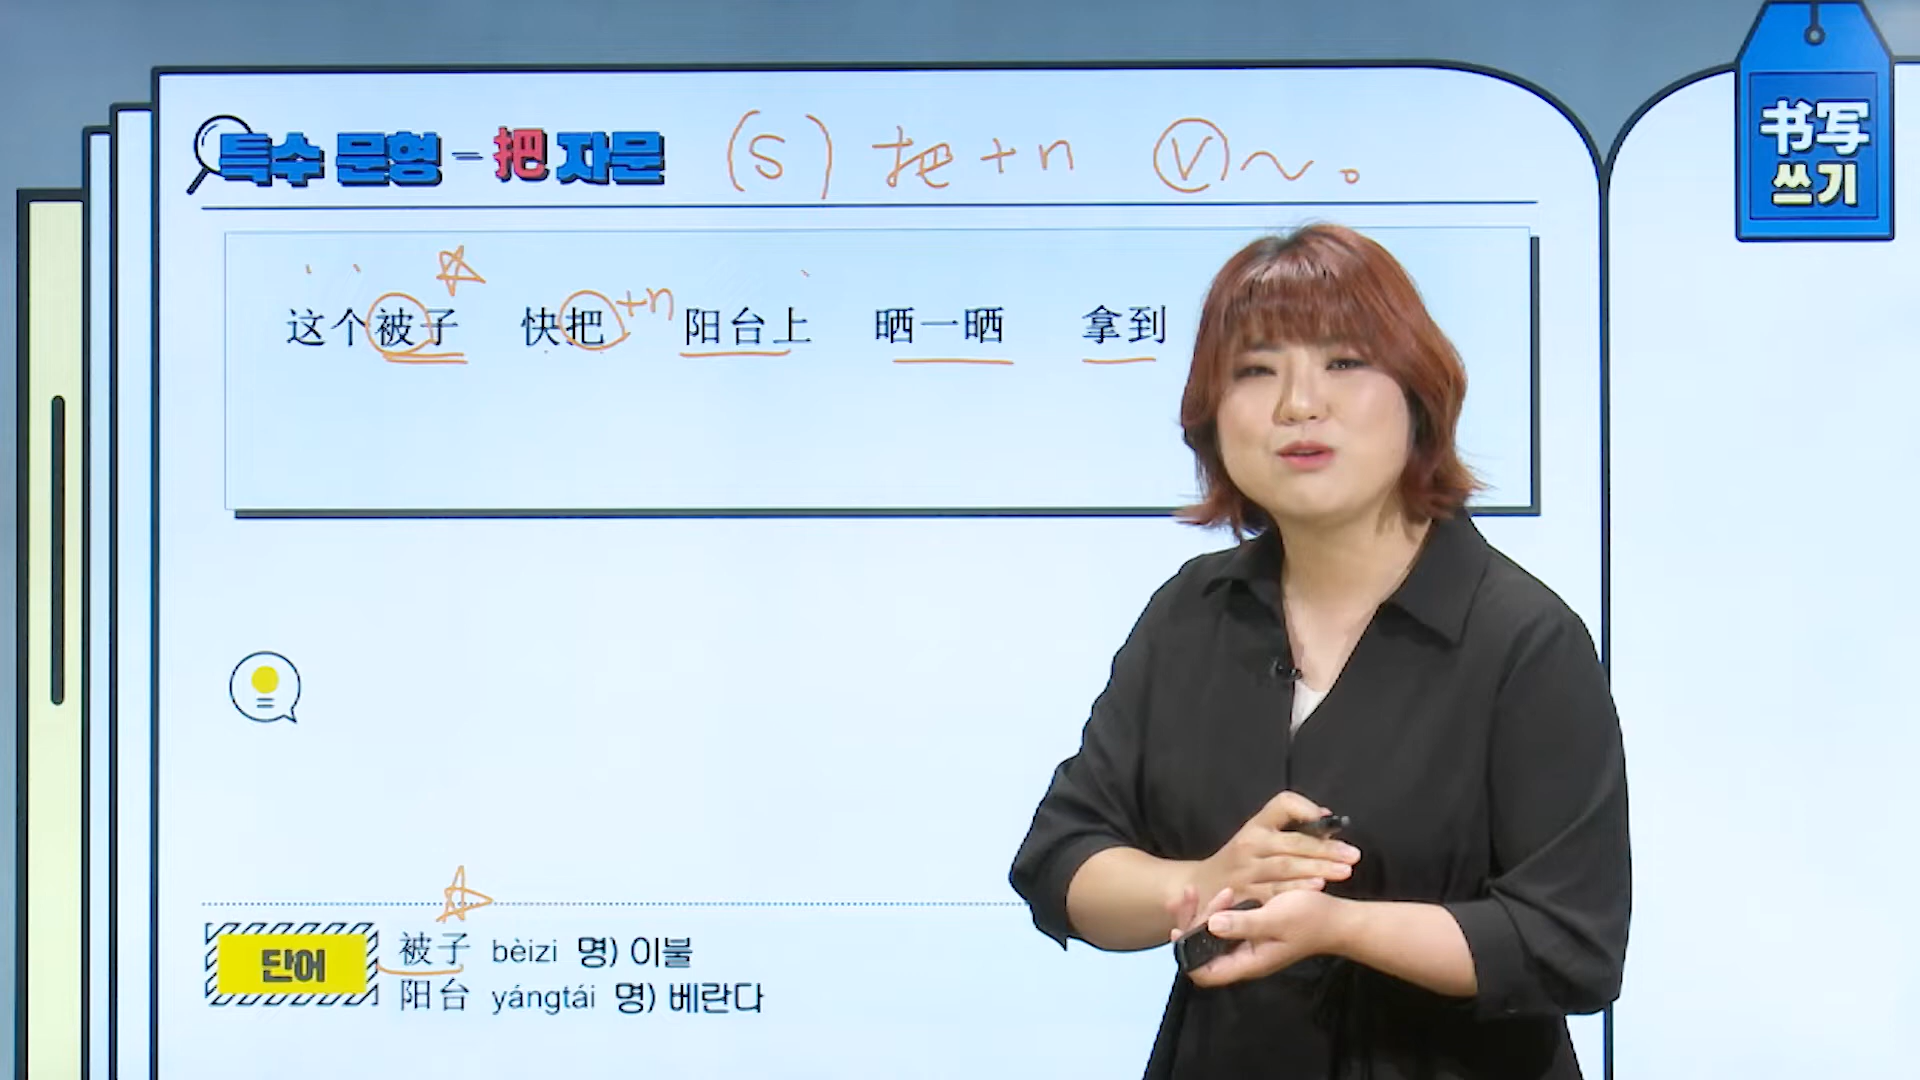 특수 문형 - 把 자문 (S) 把 + n Ⓥ~。
书写
쓰기
+n
这个被子 快把 阳台上 晒一晒 拿到
단어
被子 bèizi 명) 이불
阳台 yángtái 명) 베란다